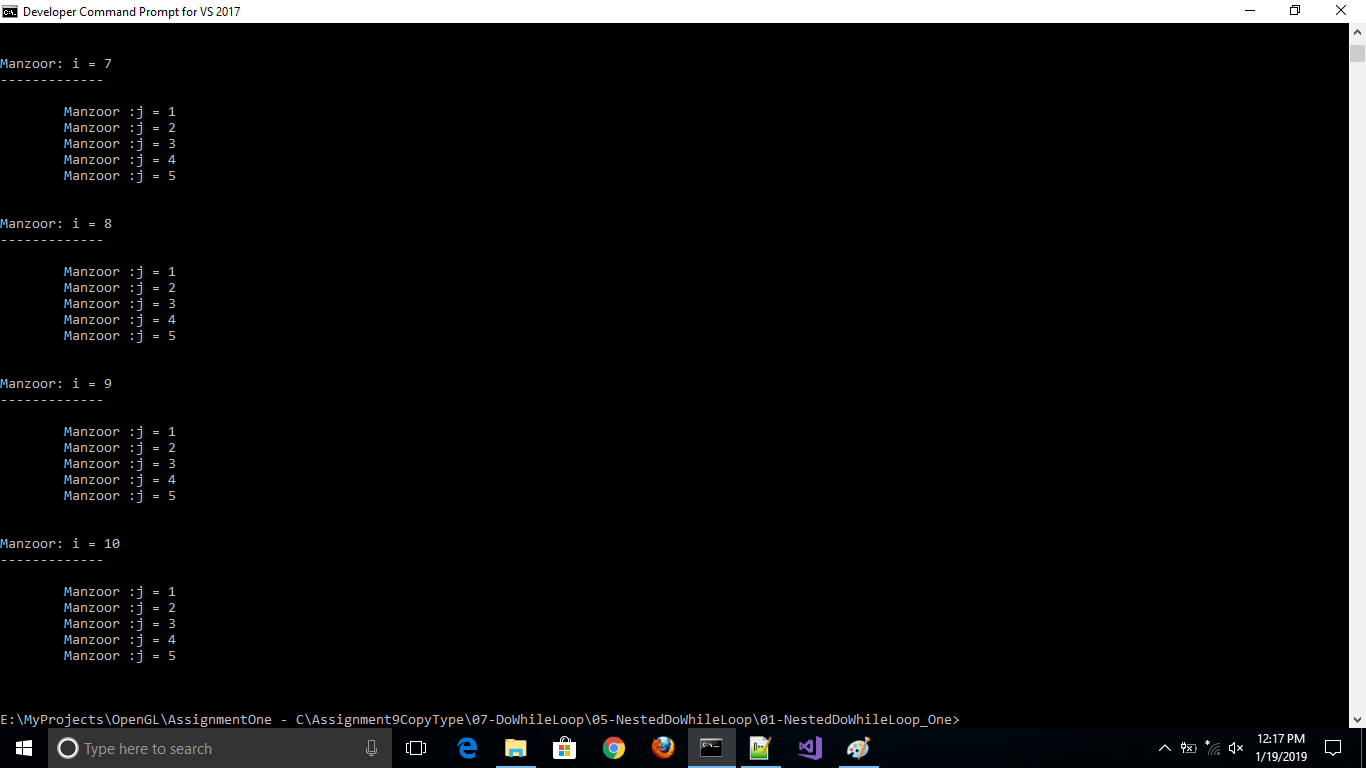 Developer Command Prompt for VS 2017
Manzoor: i = 7
-------------
Manzoor :j = 1
Manzoor :j = 2
Manzoor :j = 3
Manzoor :j = 4
Manzoor :j = 5
Manzoor: i = 8
-------------
Manzoor :j = 1
Manzoor :j = 2
Manzoor :j = 3
Manzoor :j = 4
Manzoor :j = 5
Manzoor: i = 9
-------------
Manzoor :j = 1
Manzoor :j = 2
Manzoor :j = 3
Manzoor :j = 4
Manzoor :j = 5
Manzoor: i = 10
-------------
Manzoor :j = 1
Manzoor :j = 2
Manzoor :j = 3
Manzoor :j = 4
Manzoor :j = 5
E:\MyProjects\OpenGL\AssignmentOne - C\Assignment9CopyType\07-DoWhileLoop\05-NestedDoWhileLoop\01-NestedDoWhileLoop_One>
Type here to search
12:17 PM
1/19/2019